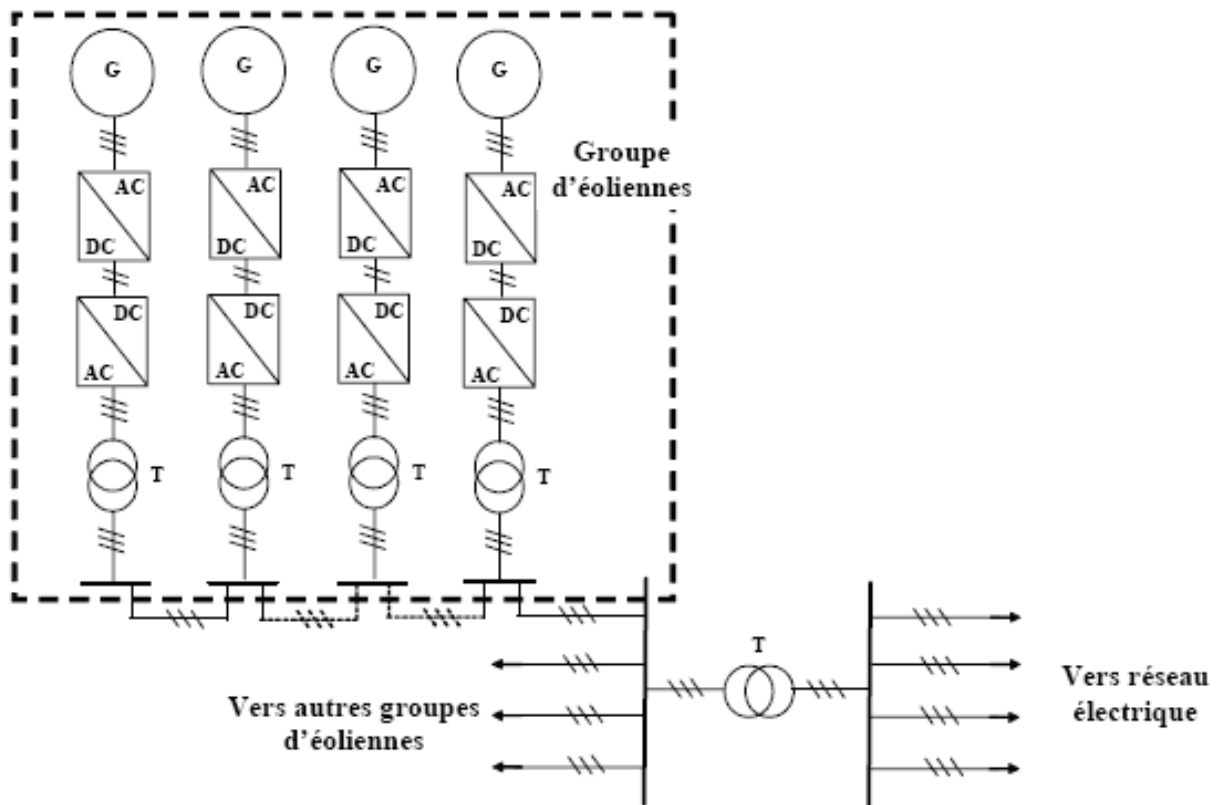 G
G
G
G
Groupe
d'éoliennes
AC
AC
AC
AC
DC
DC
DC
DC
DC
DC
DC
DC
AC
AC
AC
AC
T
T
T
T
T
Vers autres groupes
d'éoliennes
Vers réseau
électrique